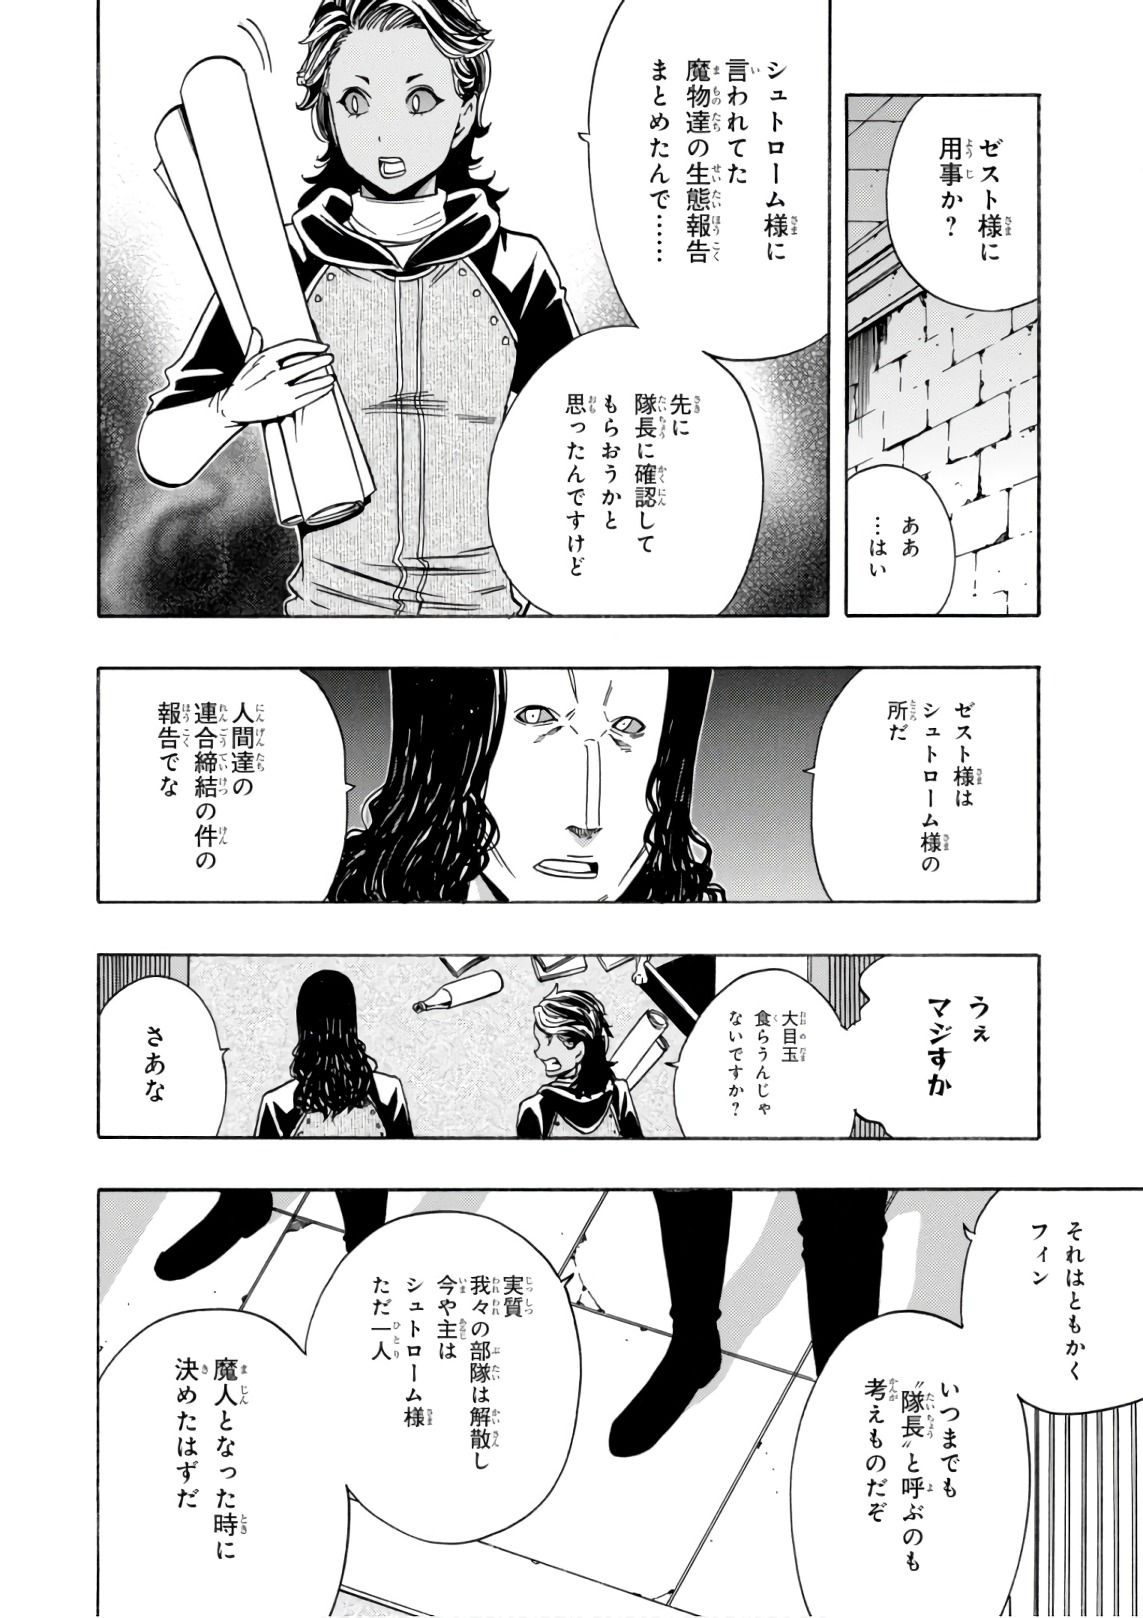 ゼスト様に
用事か？
ああ
…はい
シュトローム様に
言われてた
魔物達の生態報告
まとめたんで……
先に
隊長に確認して
もらおうかと
思ったんですけど
ゼスト様は
シュトローム様の
所だ
人間達の
連合締結の件の
報告でな
うぇ
マジすか
大目玉
食らうんじゃ
ないですか？
さあな
それはともかく
フィン
いつまでも
〝隊長〟と呼ぶのも
考えものだぞ
実質
我々の部隊は解散し
今や主は
シュトローム様
ただ一人
魔人となった時に
決めたはずだ